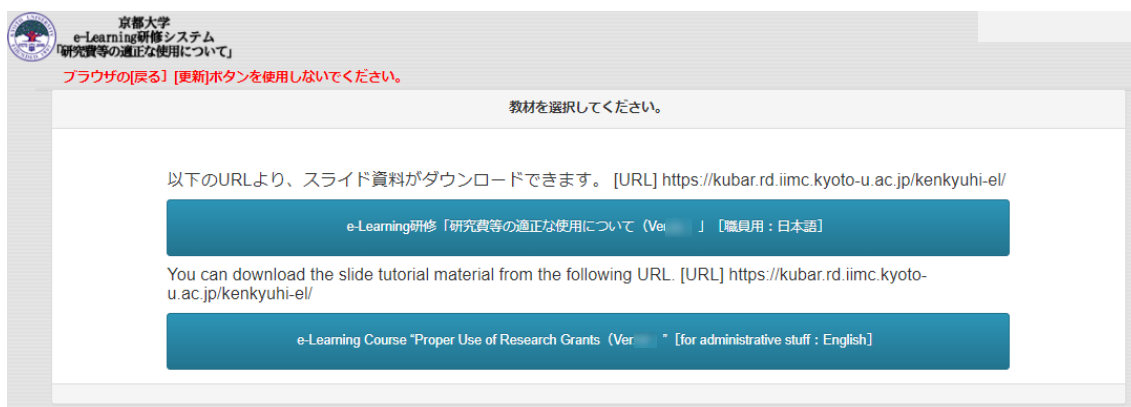 京都大学
e-Learning研修システム
「研究費等の適正な使用について」
ブラウザの[戻る] [更新]ボタンを使用しないでください。
教材を選択してください。
以下のURLより、スライド資料がダウンロードできます。 [URL] https://kubar.rd.iimc.kyoto-u.ac.jp/kenkyuhi-el/
e-Learning研修「研究費等の適正な使用について（Ver 」 ［職員用：日本語］
You can download the slide tutorial material from the following URL. [URL] https://kubar.rd.iimc.kyoto-
u.ac.jp/kenkyuhi-el/
e-Learning Course “Proper Use of Research Grants（Ver ”［for administrative stuff : English］